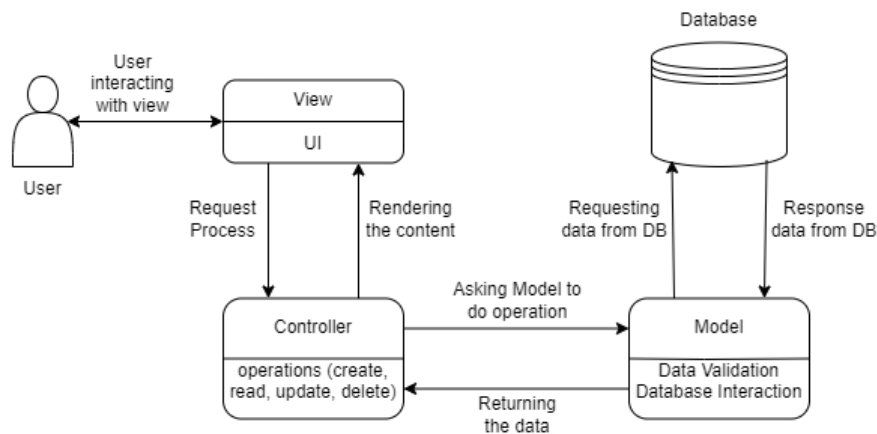 Database
User
interacting
with view
View
UI
User
Request
Process
Rendering
the content
Requesting
data from DB
Response
data from DB
Asking Model to
do operation
Controller
operations (create,
read, update, delete)
Model
Data Validation
Database Interaction
Returning
the data